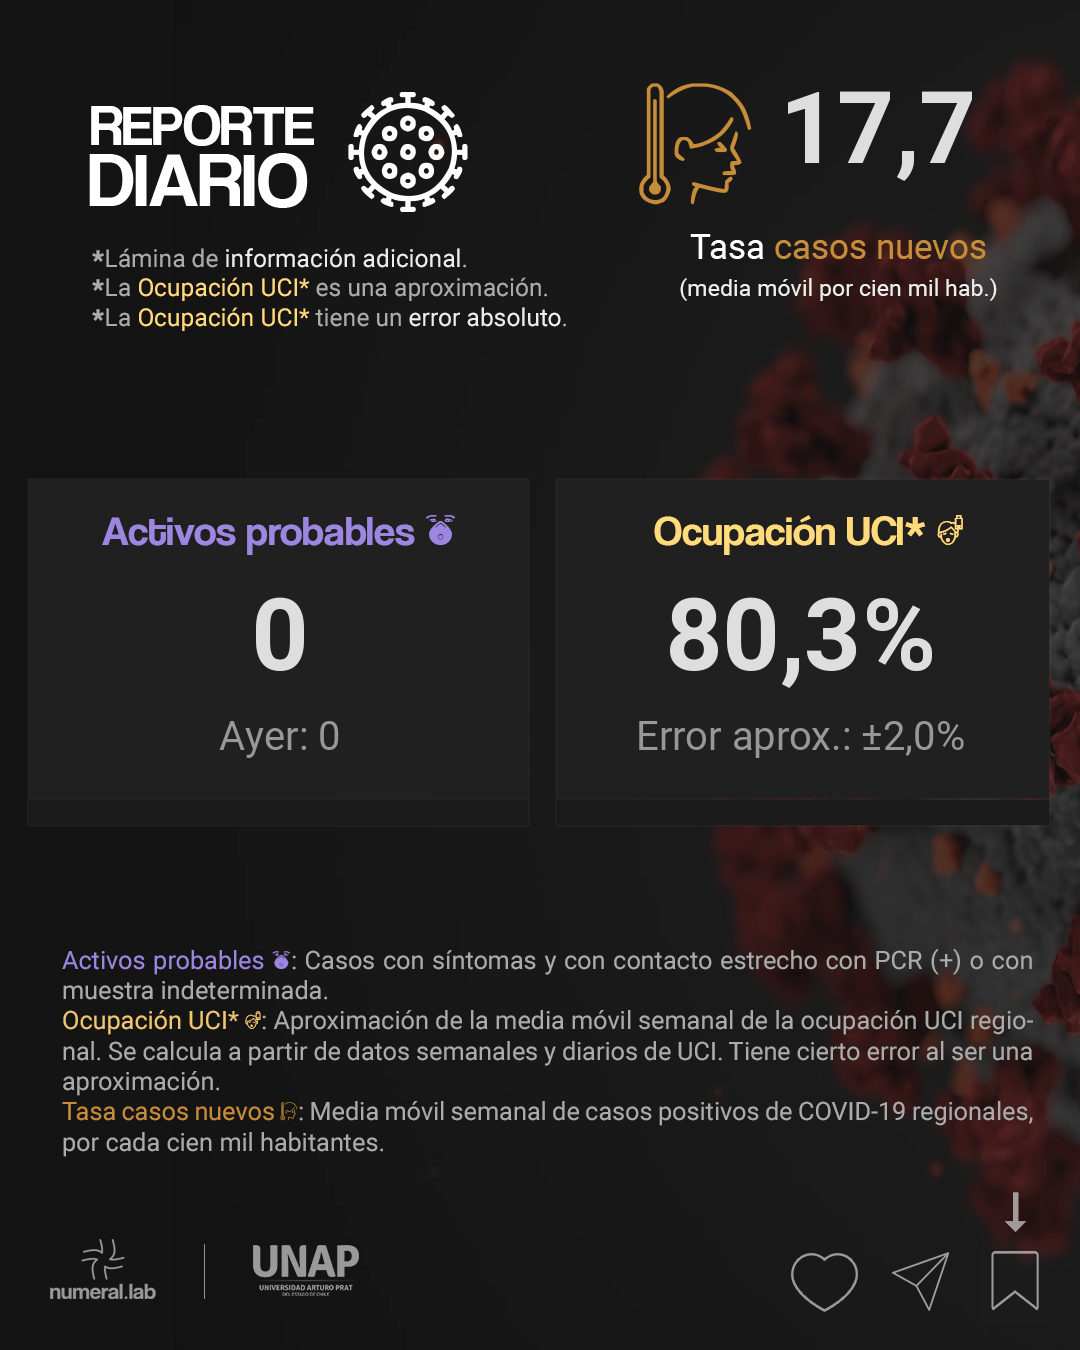 REPORTE
DIARIO
*Lámina de información adicional.
*La Ocupación UCI* es una aproximación.
*La Ocupación UCI* tiene un error absoluto.
17,7
Tasa casos nuevos
(media móvil por cien mil hab.)
Activos probables
0
Ayer: 0
Ocupación UCI*
80,3%
Error aprox.: ±2,0%
Activos probables : Casos con síntomas y con contacto estrecho con PCR (+) o con
muestra indeterminada.
Ocupación UCI* : Aproximación de la media móvil semanal de la ocupación UCI regio-
nal. Se calcula a partir de datos semanales y diarios de UCI. Tiene cierto error al ser una
aproximación.
Tasa casos nuevos : Media móvil semanal de casos positivos de COVID-19 regionales,
por cada cien mil habitantes.
numeral.lab
UNAP
UNIVERSIDAD ARTURO PRAT
DEL ESTADO DE CHILE